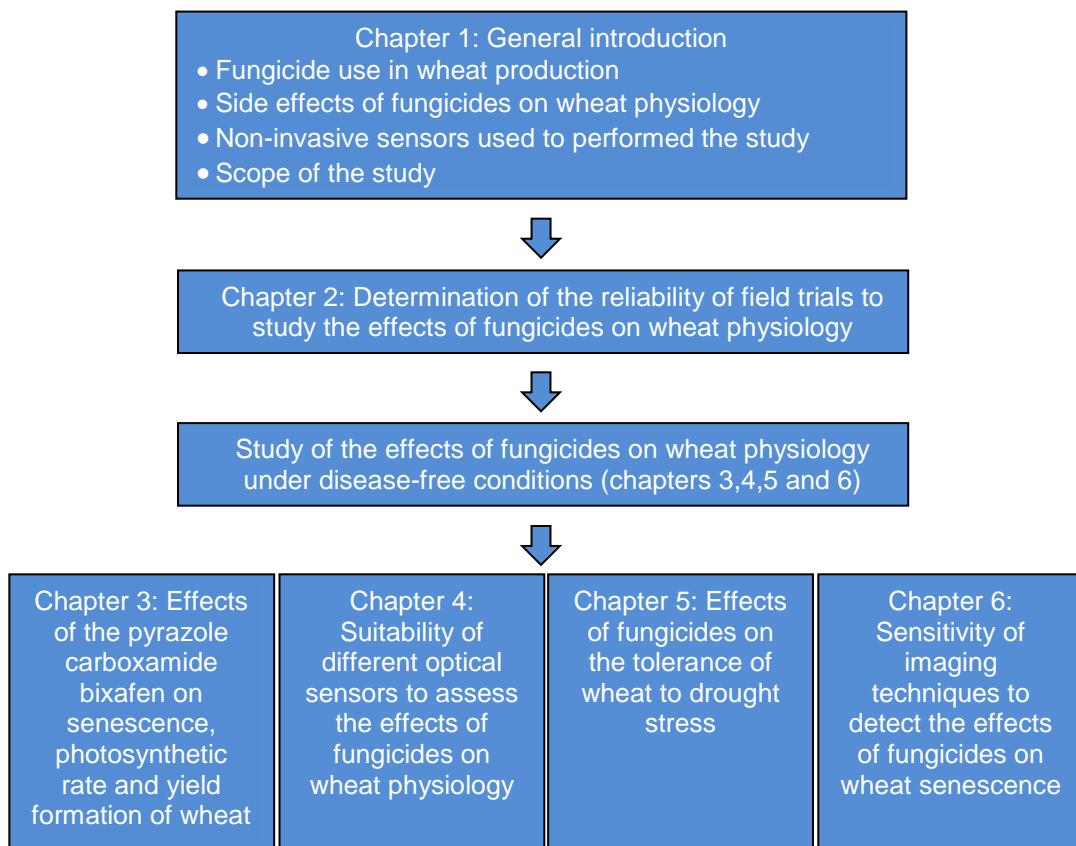 Chapter 1: General introduction
• Fungicide use in wheat production
• Side effects of fungicides on wheat physiology
• Non-invasive sensors used to performed the study
• Scope of the study
Chapter 2: Determination of the reliability of field trials to
study the effects of fungicides on wheat physiology
Study of the effects of fungicides on wheat physiology
under disease-free conditions (chapters 3,4,5 and 6)
Chapter 3: Effects
of the pyrazole
carboxamide
bixafen on
senescence,
photosynthetic
rate and yield
formation of wheat
Chapter 4:
Suitability of
different optical
sensors to assess
the effects of
fungicides on
wheat physiology
Chapter 5: Effects
of fungicides on
the tolerance of
wheat to drought
stress
Chapter 6:
Sensitivity of
imaging
techniques to
detect the effects
of fungicides on
wheat senescence